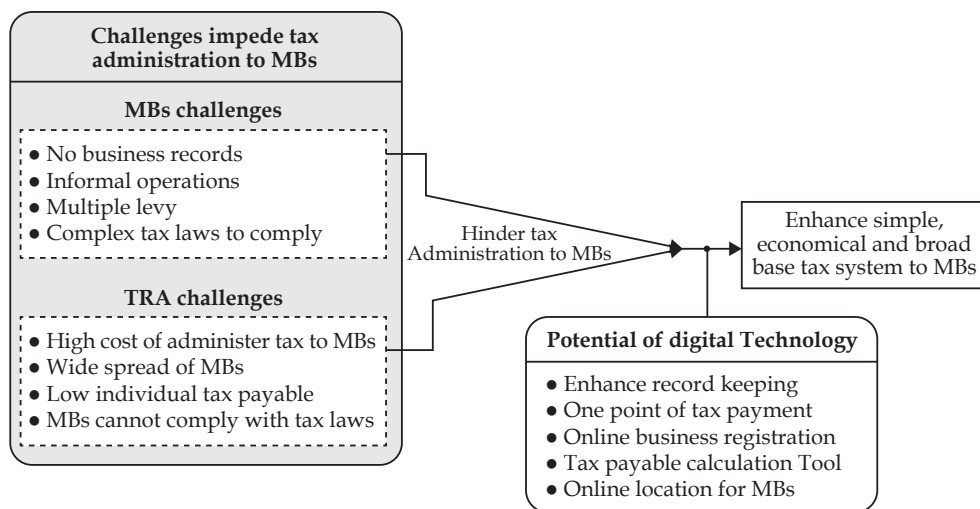 Challenges impede tax
administration to MBs
MBs challenges
● No business records
● Informal operations
● Multiple levy
● Complex tax laws to comply
TRA challenges
● High cost of administer tax to MBs
● Wide spread of MBs
● Low individual tax payable
● MBs cannot comply with tax laws
Hinder tax
Administration to MBs
Enhance simple,
economical and broad
base tax system to MBs
Potential of digital Technology
● Enhance record keeping
● One point of tax payment
● Online business registration
● Tax payable calculation Tool
● Online location for MBs